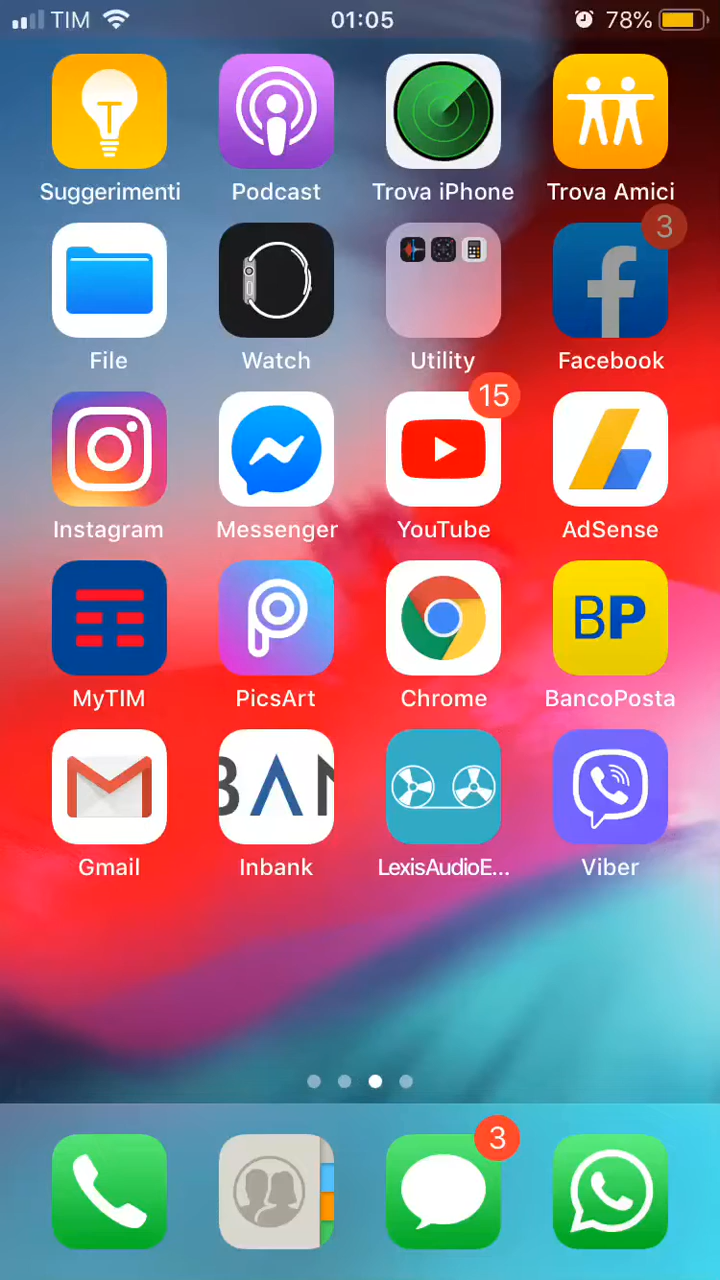 TIM 01:05 78%
Suggerimenti Podcast Trova iPhone Trova Amici
3
File Watch Utility Facebook
15
Instagram Messenger YouTube AdSense
BP
MyTIM PicsArt Chrome BancoPosta
BAN
Gmail Inbank LexisAudioE... Viber
3